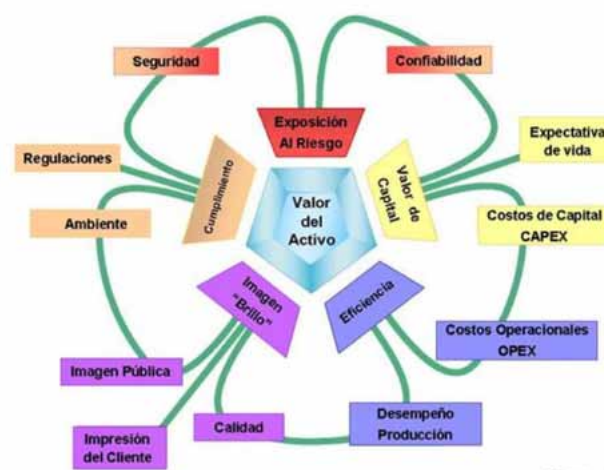 Seguridad
Confiabilidad
Exposición
Al Riesgo
Expectativa
de vida
Regulaciones
Cumplimiento
Valor de
Capital
Ambiente
Valor
del
Activo
Costos de Capital
CAPEX
Imagen
"Brillo"
Eficiencia
Costos Operacionales
OPEX
Imagen Pública
Calidad
Desempeño
Producción
Impresión
del Cliente